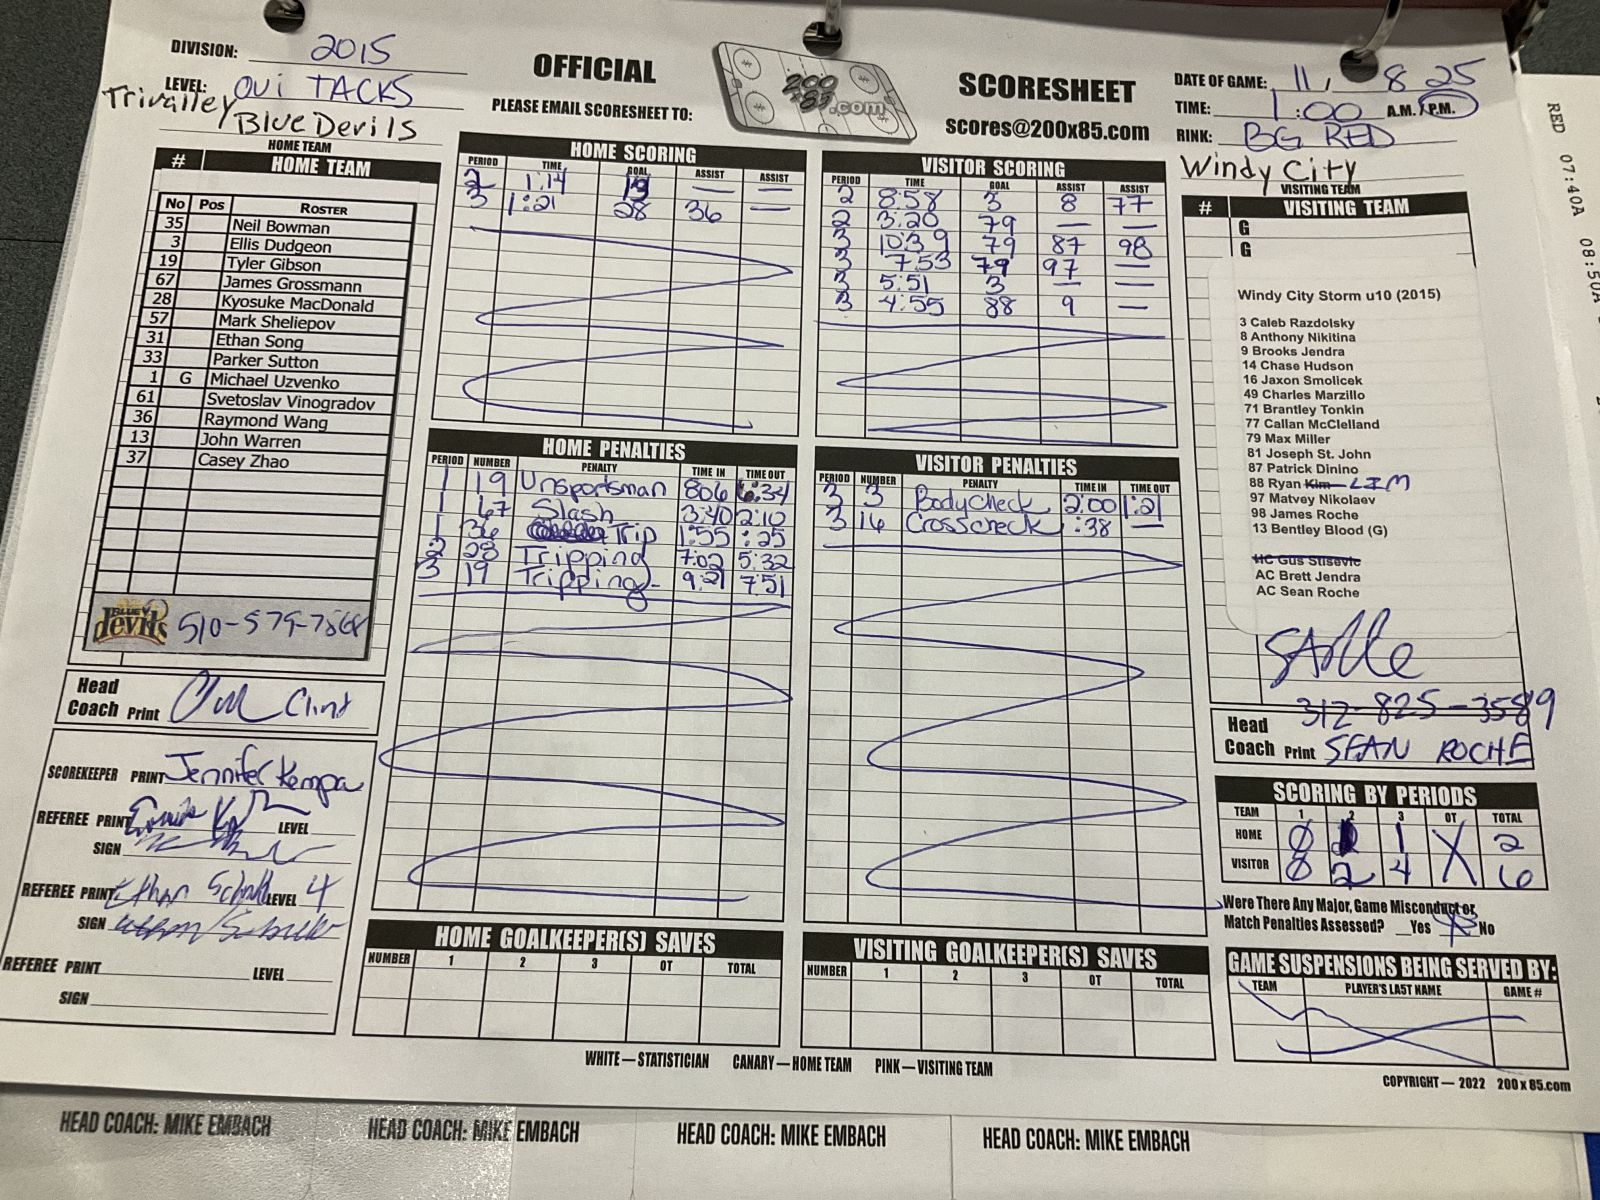 DIVISION: 2015
LEVEL: OVI TACKS
Trivalley
Blue Devils
HOME TEAM
OFFICIAL
PLEASE EMAIL SCORESHEET TO:
200 x 85 .com
SCORESHEET
scores@200x85.com
DATE OF GAME: 11, 8 25
TIME: 1:00 A.M. / P.M.
RINK: BG RED
Windy City
VISITING TEAM
RED 07:40A 08:50A
# HOME TEAM
No Pos ROSTER
35 Neil Bowman
3 Ellis Dudgeon
19 Tyler Gibson
67 James Grossmann
28 Kyosuke MacDonald
57 Mark Sheliepov
31 Ethan Song
33 Parker Sutton
1 G Michael Uzvenko
61 Svetoslav Vinogradov
36 Raymond Wang
13 John Warren
37 Casey Zhao
BLUE devils 510-579-7568
HOME SCORING
PERIOD TIME GOAL ASSIST ASSIST
2 1:14 19 — —
3 1:21 28 36 —
VISITOR SCORING
PERIOD TIME GOAL ASSIST ASSIST
2 8:58 3 8 77
2 3:20 79 — —
3 10:39 79 87 98
3 7:53 79 97 —
3 5:51 3 — —
3 4:55 88 9 —
# VISITING TEAM
G
G
Windy City Storm u10 (2015)
3 Caleb Razdolsky
8 Anthony Nikitina
9 Brooks Jendra
14 Chase Hudson
16 Jaxon Smolicek
49 Charles Marzillo
71 Brantley Tonkin
77 Callan McClelland
79 Max Miller
81 Joseph St. John
87 Patrick Dinino
88 Ryan Kim - LIM
97 Matvey Nikolaev
98 James Roche
13 Bentley Blood (G)
HC Gus Stisevic
AC Brett Jendra
AC Sean Roche
312-825-3589
HOME PENALTIES
PERIOD NUMBER PENALTY TIME IN TIME OUT
1 19 Unsportsman 806 6:34
1 67 Slash 3:40 2:10
1 36 Trip 1:55 :25
2 28 Tripping 7:02 5:32
3 19 Tripping 9:21 7:51
VISITOR PENALTIES
PERIOD NUMBER PENALTY TIME IN TIME OUT
3 3 Body Check 2:00 1:21
3 16 Crosscheck :38 —
Head Coach Print Clint
SCOREKEEPER PRINT Jennifer Kempa
REFEREE PRINT LEVEL
SIGN
REFEREE PRINT Ethan LEVEL 4
SIGN
REFEREE PRINT LEVEL
SIGN
Head Coach Print SEAN ROCHE
SCORING BY PERIODS
TEAM 1 2 3 OT TOTAL
HOME 0 1 1 X 2
VISITOR 0 2 4 6
Were There Any Major, Game Misconduct or
Match Penalties Assessed? Yes X No
HOME GOALKEEPER(S) SAVES
NUMBER 1 2 3 OT TOTAL
VISITING GOALKEEPER(S) SAVES
NUMBER 1 2 3 OT TOTAL
GAME SUSPENSIONS BEING SERVED BY:
TEAM PLAYER'S LAST NAME GAME #
WHITE — STATISTICIAN CANARY — HOME TEAM PINK — VISITING TEAM
COPYRIGHT — 2022 200 x 85.com
HEAD COACH: MIKE EMBACH HEAD COACH: MIKE EMBACH HEAD COACH: MIKE EMBACH HEAD COACH: MIKE EMBACH